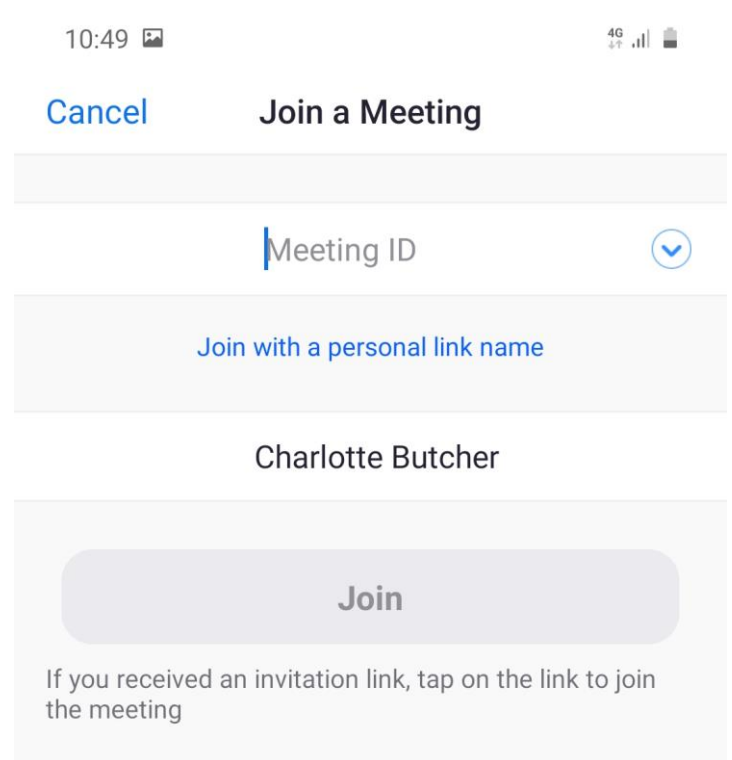 10:49 4G
Cancel Join a Meeting
Meeting ID
Join with a personal link name
Charlotte Butcher
Join
If you received an invitation link, tap on the link to join
the meeting